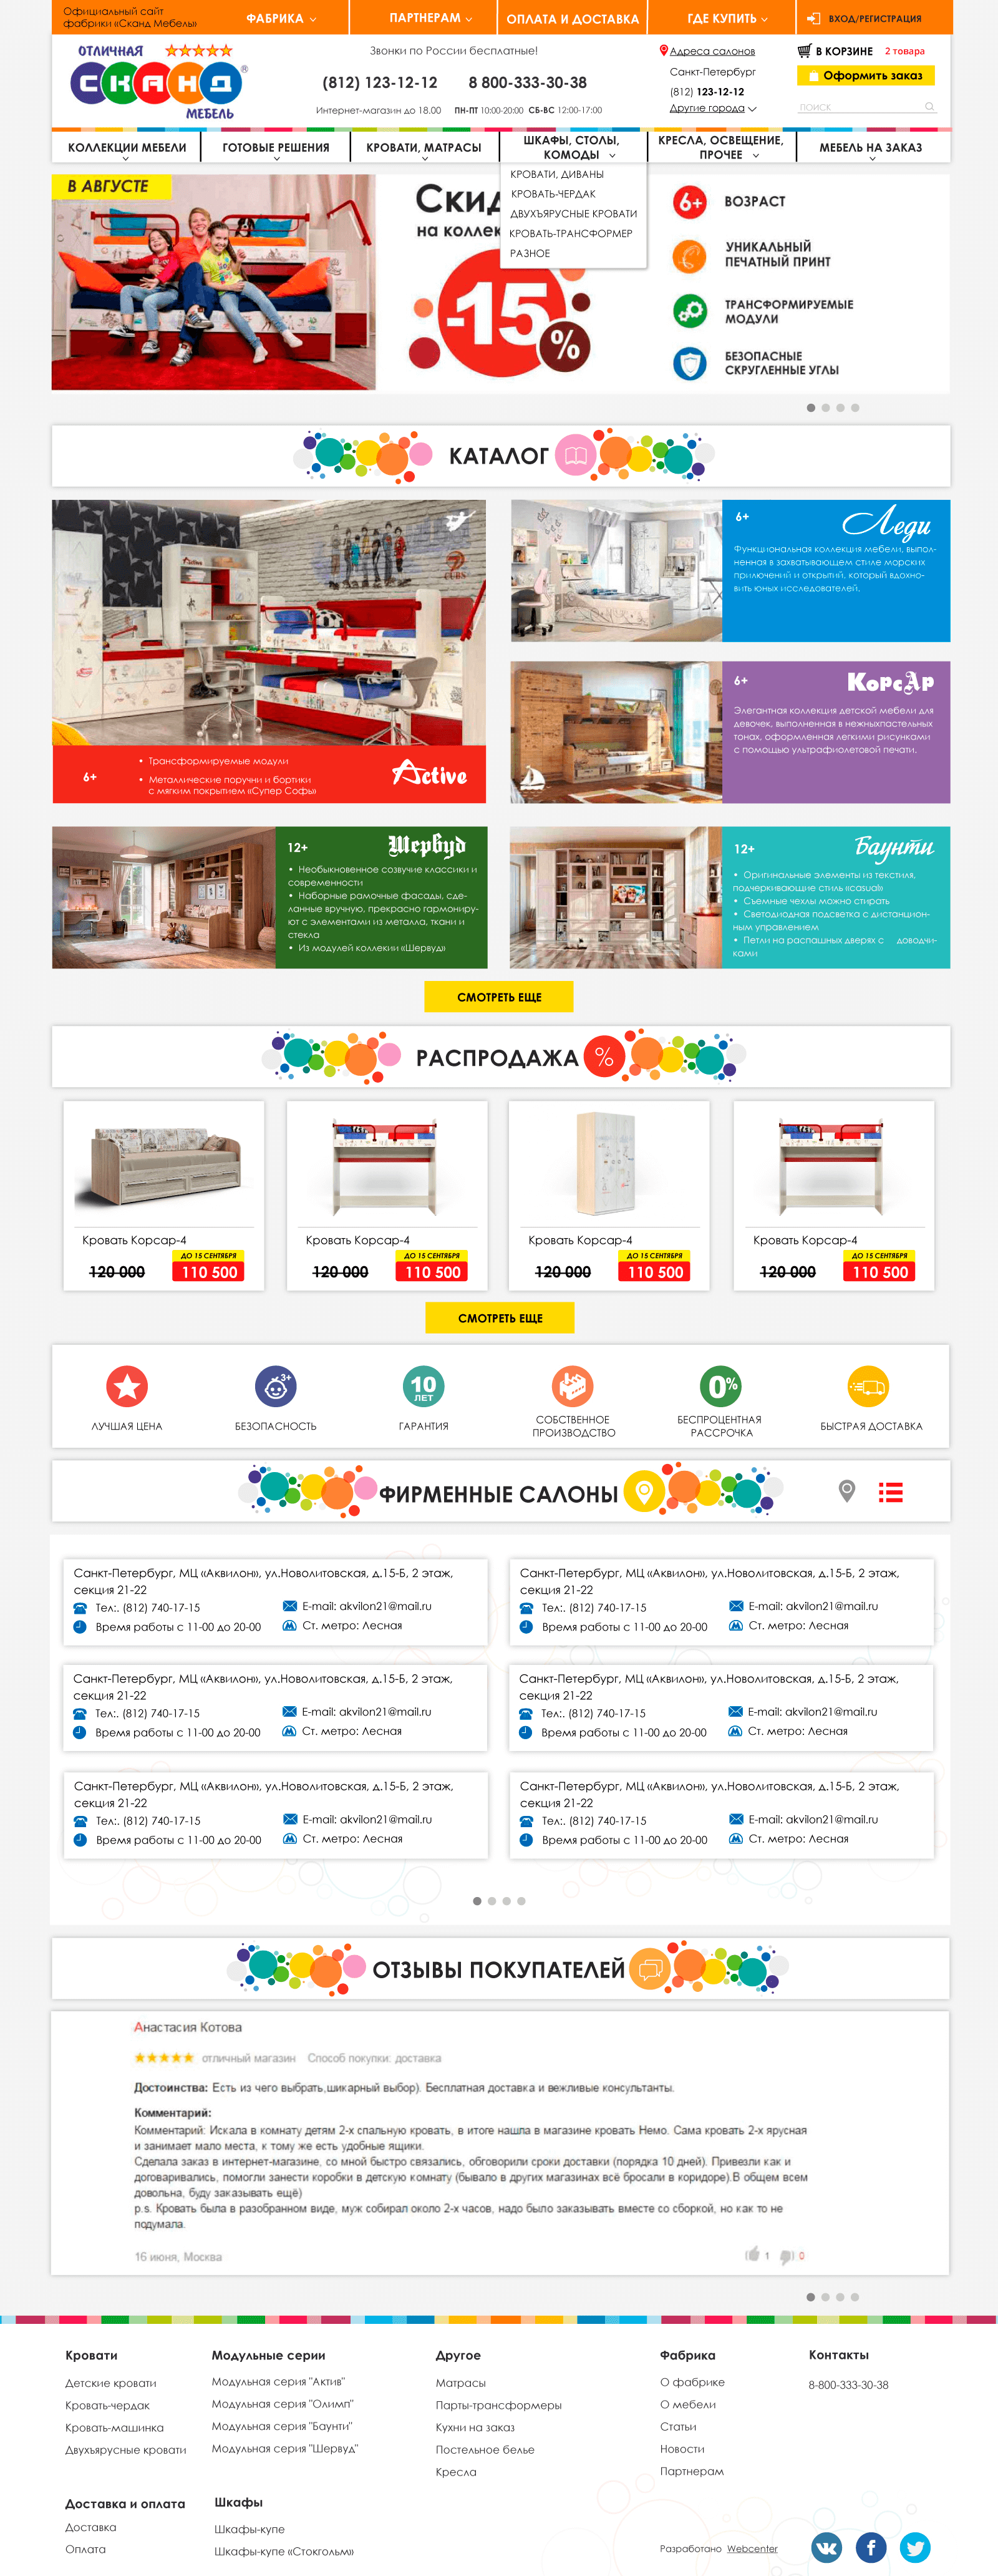 Официальный сайт
фабрики «Сканд Мебель»
ФАБРИКА
ПАРТНЕРАМ
ОПЛАТА И ДОСТАВКА
ГДЕ КУПИТЬ
ВХОД/РЕГИСТРАЦИЯ
ОТЛИЧНАЯ
СКАНД®
МЕБЕЛЬ
Звонки по России бесплатные!
(812) 123-12-12
8 800-333-30-38
Интернет-магазин до 18.00
ПН-ПТ 10:00-20:00 СБ-ВС 12:00-17:00
Адреса салонов
Санкт-Петербург
(812) 123-12-12
Другие города
В КОРЗИНЕ 2 товара
Оформить заказ
ПОИСК
КОЛЛЕКЦИИ МЕБЕЛИ
ГОТОВЫЕ РЕШЕНИЯ
КРОВАТИ, МАТРАСЫ
ШКАФЫ, СТОЛЫ,
КОМОДЫ
КРЕСЛА, ОСВЕЩЕНИЕ,
ПРОЧЕЕ
МЕБЕЛЬ НА ЗАКАЗ
КРОВАТИ, ДИВАНЫ
КРОВАТЬ-ЧЕРДАК
ДВУХЪЯРУСНЫЕ КРОВАТИ
КРОВАТЬ-ТРАНСФОРМЕР
РАЗНОЕ
В АВГУСТЕ
Скид
на коллек
-15
%
6+ ВОЗРАСТ
УНИКАЛЬНЫЙ
ПЕЧАТНЫЙ ПРИНТ
ТРАНСФОРМИРУЕМЫЕ
МОДУЛИ
БЕЗОПАСНЫЕ
СКРУГЛЕННЫЕ УГЛЫ
КАТАЛОГ
6+
• Трансформируемые модули
• Металлические поручни и бортики
с мягким покрытием «Супер Софы»
Active
6+
Леди
Функциональная коллекция мебели, выпол-
ненная в захватывающем стиле морских
приключений и открытий, который вдохно-
вить юных исследователей.
6+
КорсАр
Элегантная коллекция детской мебели для
девочек, выполненная в нежныхпастельных
тонах, оформленная легкими рисунками
с помощью ультрафиолетовой печати.
12+
Шервуд
• Необыкновенное созвучие классики и
современности
• Наборные рамочные фасады, сде-
ланные вручную, прекрасно гармониру-
ют с элементами из металла, ткани и
стекла
• Из модулей коллекии «Шервуд»
12+
Баунти
• Оригинальные элементы из текстиля,
подчеркивающие стиль «casual»
• Съемные чехлы можно стирать
• Светодиодная подсветка с дистанцион-
ным управлением
• Петли на распашных дверях с доводчи-
ками
СМОТРЕТЬ ЕЩЕ
РАСПРОДАЖА %
Кровать Корсар-4
ДО 15 СЕНТЯБРЯ
120 000 110 500
Кровать Корсар-4
ДО 15 СЕНТЯБРЯ
120 000 110 500
Кровать Корсар-4
ДО 15 СЕНТЯБРЯ
120 000 110 500
Кровать Корсар-4
ДО 15 СЕНТЯБРЯ
120 000 110 500
СМОТРЕТЬ ЕЩЕ
3+
10
ЛЕТ
0%
ЛУЧШАЯ ЦЕНА
БЕЗОПАСНОСТЬ
ГАРАНТИЯ
СОБСТВЕННОЕ
ПРОИЗВОДСТВО
БЕСПРОЦЕНТНАЯ
РАССРОЧКА
БЫСТРАЯ ДОСТАВКА
ФИРМЕННЫЕ САЛОНЫ
Санкт-Петербург, МЦ «Аквилон», ул.Новолитовская, д.15-Б, 2 этаж,
секция 21-22
Тел:. (812) 740-17-15
E-mail: akvilon21@mail.ru
Время работы с 11-00 до 20-00
Ст. метро: Лесная
Санкт-Петербург, МЦ «Аквилон», ул.Новолитовская, д.15-Б, 2 этаж,
секция 21-22
Тел:. (812) 740-17-15
E-mail: akvilon21@mail.ru
Время работы с 11-00 до 20-00
Ст. метро: Лесная
Санкт-Петербург, МЦ «Аквилон», ул.Новолитовская, д.15-Б, 2 этаж,
секция 21-22
Тел:. (812) 740-17-15
E-mail: akvilon21@mail.ru
Время работы с 11-00 до 20-00
Ст. метро: Лесная
Санкт-Петербург, МЦ «Аквилон», ул.Новолитовская, д.15-Б, 2 этаж,
секция 21-22
Тел:. (812) 740-17-15
E-mail: akvilon21@mail.ru
Время работы с 11-00 до 20-00
Ст. метро: Лесная
Санкт-Петербург, МЦ «Аквилон», ул.Новолитовская, д.15-Б, 2 этаж,
секция 21-22
Тел:. (812) 740-17-15
E-mail: akvilon21@mail.ru
Время работы с 11-00 до 20-00
Ст. метро: Лесная
Санкт-Петербург, МЦ «Аквилон», ул.Новолитовская, д.15-Б, 2 этаж,
секция 21-22
Тел:. (812) 740-17-15
E-mail: akvilon21@mail.ru
Время работы с 11-00 до 20-00
Ст. метро: Лесная
ОТЗЫВЫ ПОКУПАТЕЛЕЙ
Анастасия Котова
отличный магазин Способ покупки: доставка
Достоинства: Есть из чего выбрать,шикарный выбор). Бесплатная доставка и вежливые консультанты.
Комментарий:
Комментарий: Искала в комнату детям 2-х спальную кровать, в итоге нашла в магазине кровать Немо. Сама кровать 2-х ярусная
и занимает мало места, к тому же есть удобные ящики.
Сделала заказ в интернет-магазине, со мной быстро связались, обговорили сроки доставки (порядка 10 дней). Привезли как и
договаривались, помогли занести коробки в детскую комнату (бывало в других магазинах всё бросали в коридоре).В общем всем
довольна, буду заказывать ещё)
p.s. Кровать была в разобранном виде, муж собирал около 2-х часов, надо было заказывать вместе со сборкой, но как то не
подумала.
16 июня, Москва
1 0
Кровати
Детские кровати
Кровать-чердак
Кровать-машинка
Двухъярусные кровати
Модульные серии
Модульная серия "Актив"
Модульная серия "Олимп"
Модульная серия "Баунти"
Модульная серия "Шервуд"
Другое
Матрасы
Парты-трансформеры
Кухни на заказ
Постельное белье
Кресла
Фабрика
О фабрике
О мебели
Статьи
Новости
Партнерам
Контакты
8-800-333-30-38
Доставка и оплата
Доставка
Оплата
Шкафы
Шкафы-купе
Шкафы-купе «Стокгольм»
Разработано Webcenter